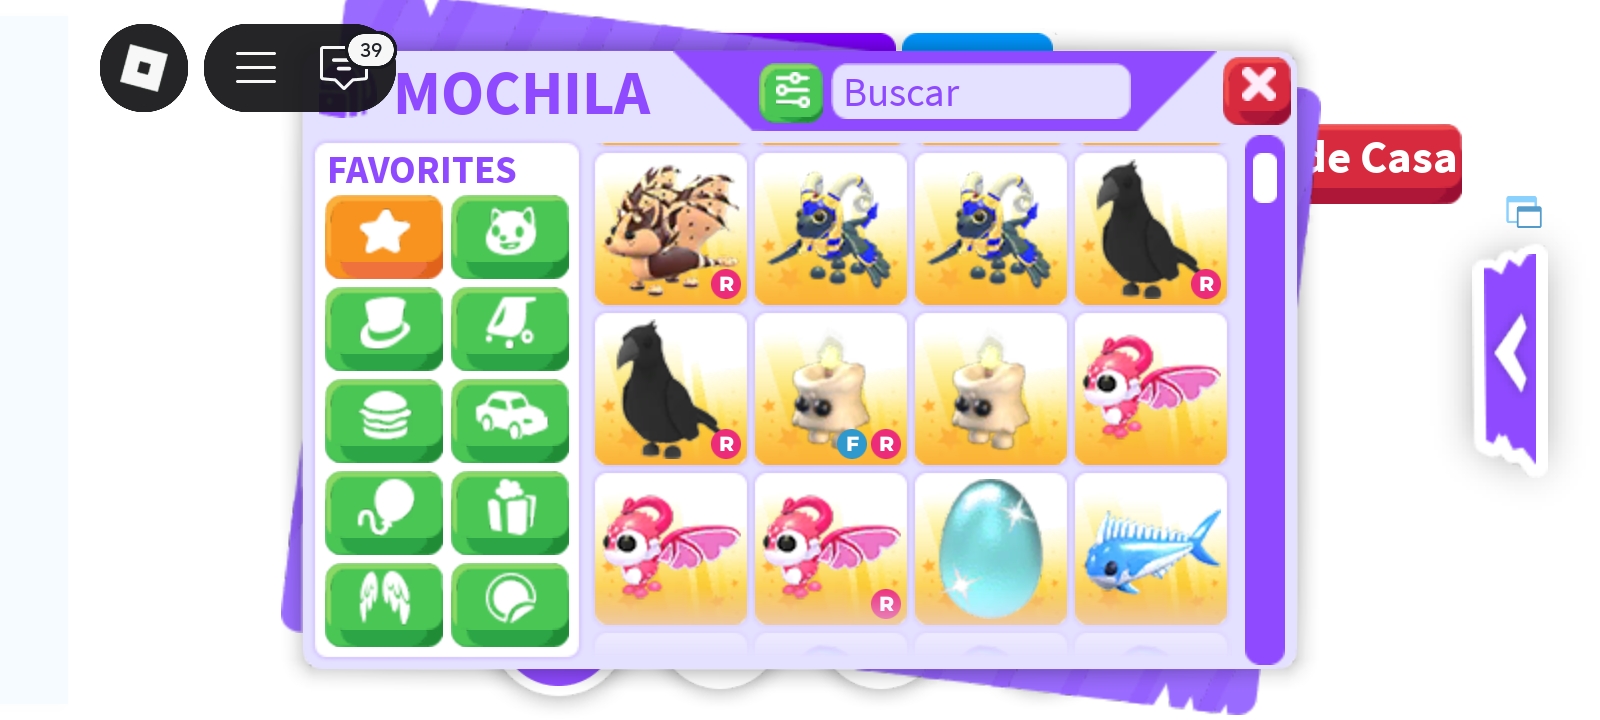 39
MOCHILA
Buscar
FAVORITES
de Casa
R
R
R
F R
R